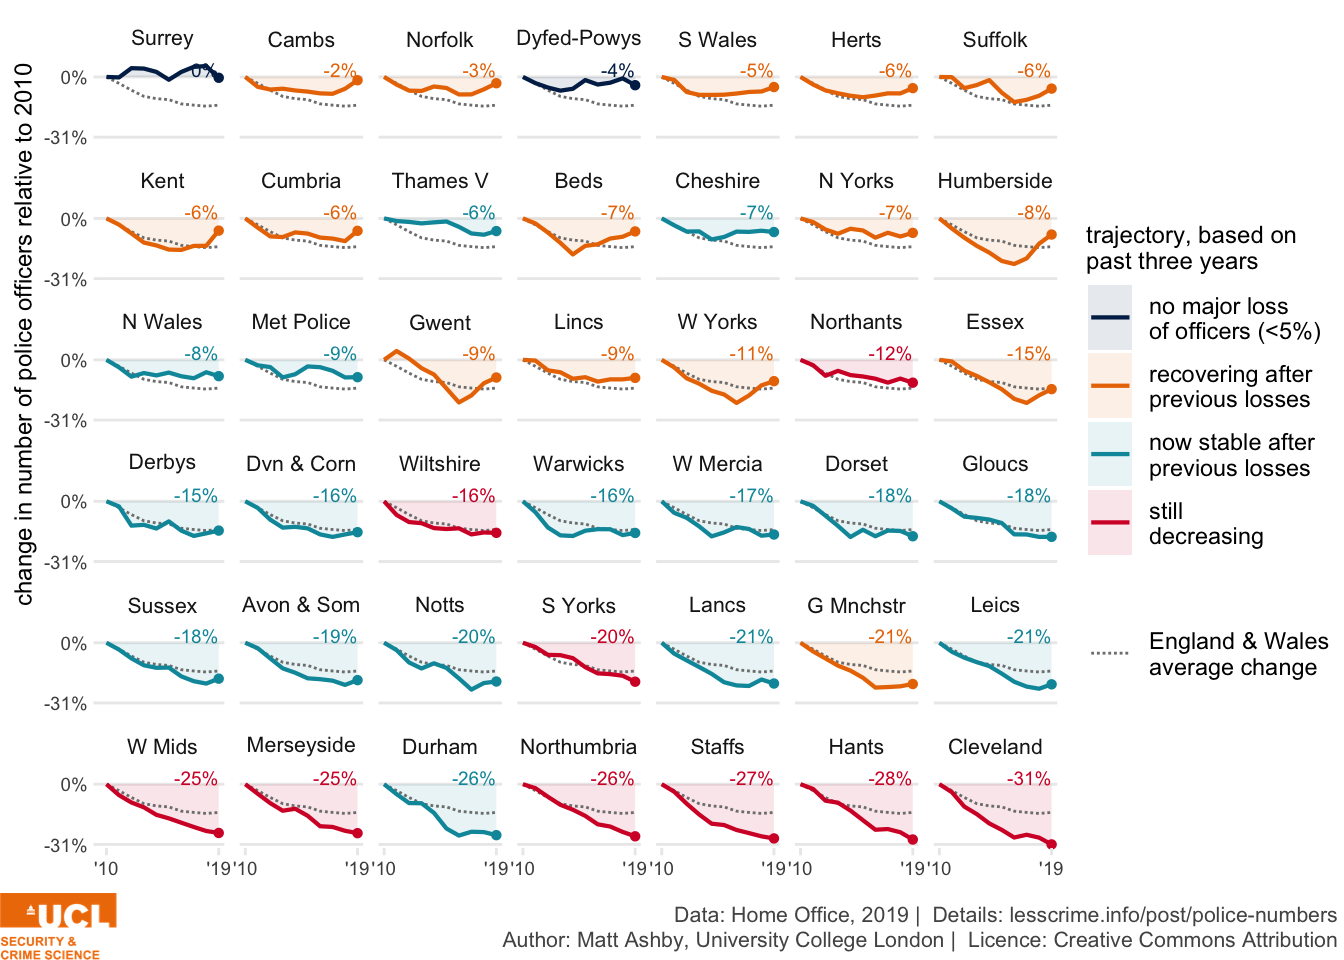 change in number of police officers relative to 2010
Surrey Cambs Norfolk Dyfed-Powys S Wales Herts Suffolk
0% 0% -2% -3% -4% -5% -6% -6%
-31%
Kent Cumbria Thames V Beds Cheshire N Yorks Humberside
0% -6% -6% -6% -7% -7% -7% -8%
-31%
N Wales Met Police Gwent Lincs W Yorks Northants Essex
0% -8% -9% -9% -9% -11% -12% -15%
-31%
Derbys Dvn & Corn Wiltshire Warwicks W Mercia Dorset Gloucs
0% -15% -16% -16% -16% -17% -18% -18%
-31%
Sussex Avon & Som Notts S Yorks Lancs G Mnchstr Leics
0% -18% -19% -20% -20% -21% -21% -21%
-31%
W Mids Merseyside Durham Northumbria Staffs Hants Cleveland
0% -25% -25% -26% -26% -27% -28% -31%
-31%
'10 '19 '10 '19 '10 '19 '10 '19 '10 '19 '10 '19 '10 '19
trajectory, based on
past three years
no major loss
of officers (<5%)
recovering after
previous losses
now stable after
previous losses
still
decreasing
England & Wales
average change
UCL
SECURITY &
CRIME SCIENCE
Data: Home Office, 2019 | Details: lesscrime.info/post/police-numbers
Author: Matt Ashby, University College London | Licence: Creative Commons Attribution